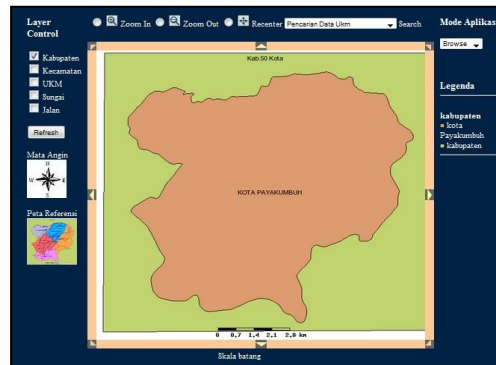 Layer Control
Zoom In Zoom Out Recenter Pencarian Data Ukm Search
Mode Aplikas
Browse
Kabupaten
Kecamatan
UKM
Sungai
Jalan
Refresh
Mata Angin
N
W E
S
Peta Referensi
Kab.50 Kota
KOTA PAYAKUMBUH
0 0,7 1,4 2,1 2,8 km
Skala batang
Legenda
kabupaten
kota
Payakumbuh
kabupaten